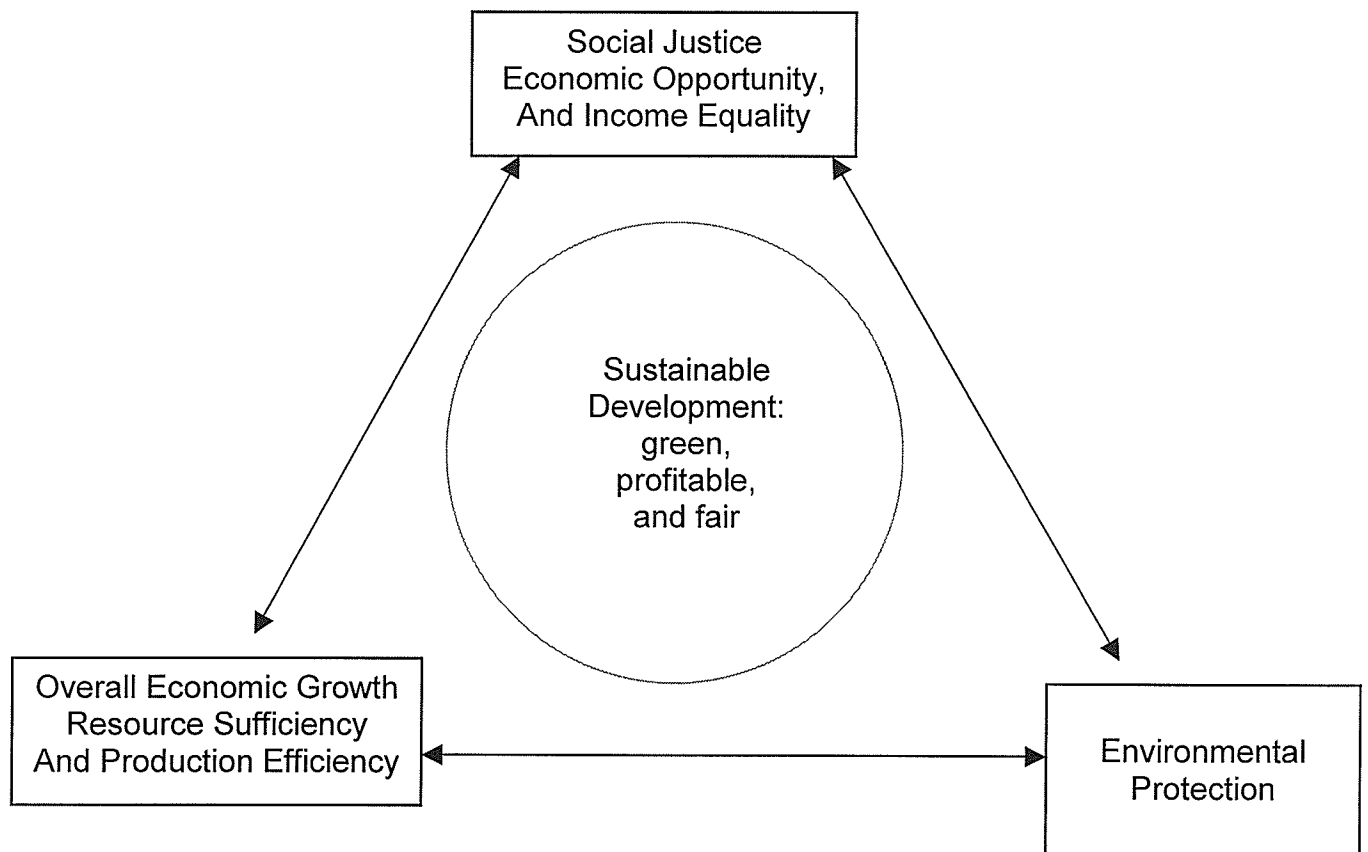 Social Justice
Economic Opportunity,
And Income Equality
Sustainable
Development:
green,
profitable,
and fair
Overall Economic Growth
Resource Sufficiency
And Production Efficiency
Environmental
Protection